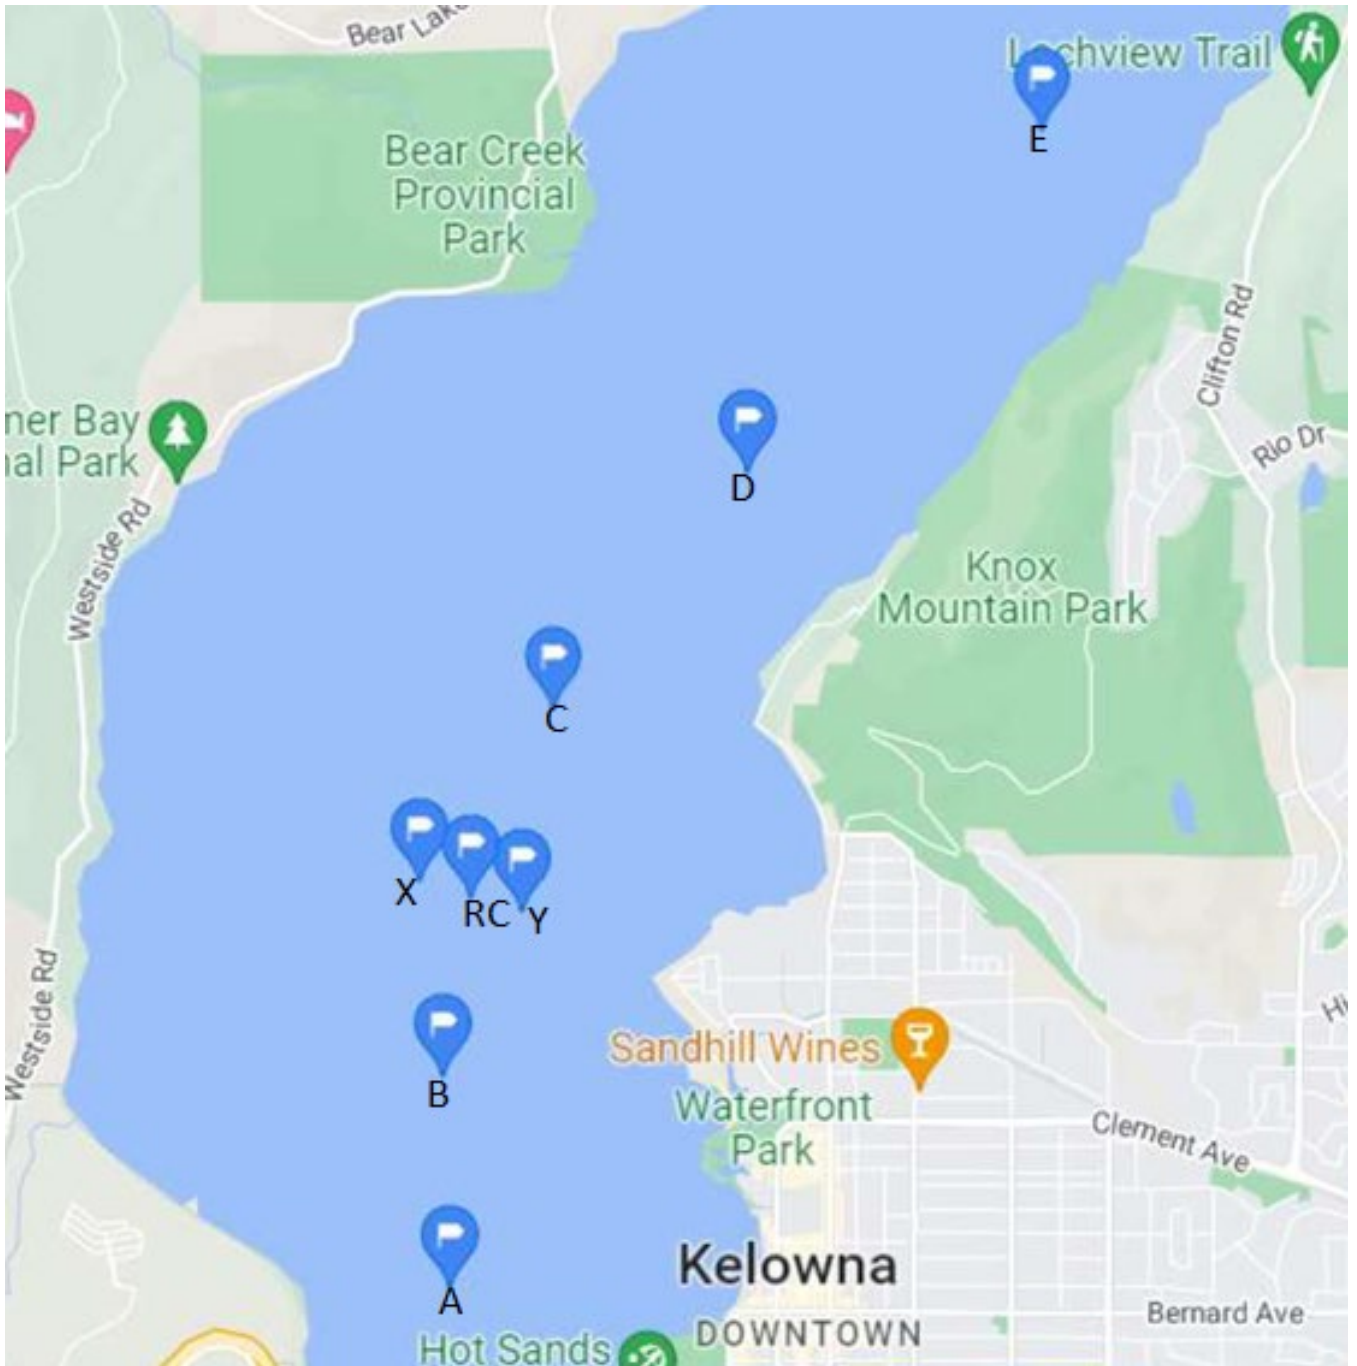 Bear Lake
Lochview Trail
E
Bear Creek
Provincial
Park
Clifton Rd
mer Bay
nal Park
Rio Dr
D
Westside Rd
Knox
Mountain Park
C
X
RC
Y
Westside Rd
Sandhill Wines
B
Waterfront
Park
Clement Ave
Kelowna
A
Bernard Ave
DOWNTOWN
Hot Sands